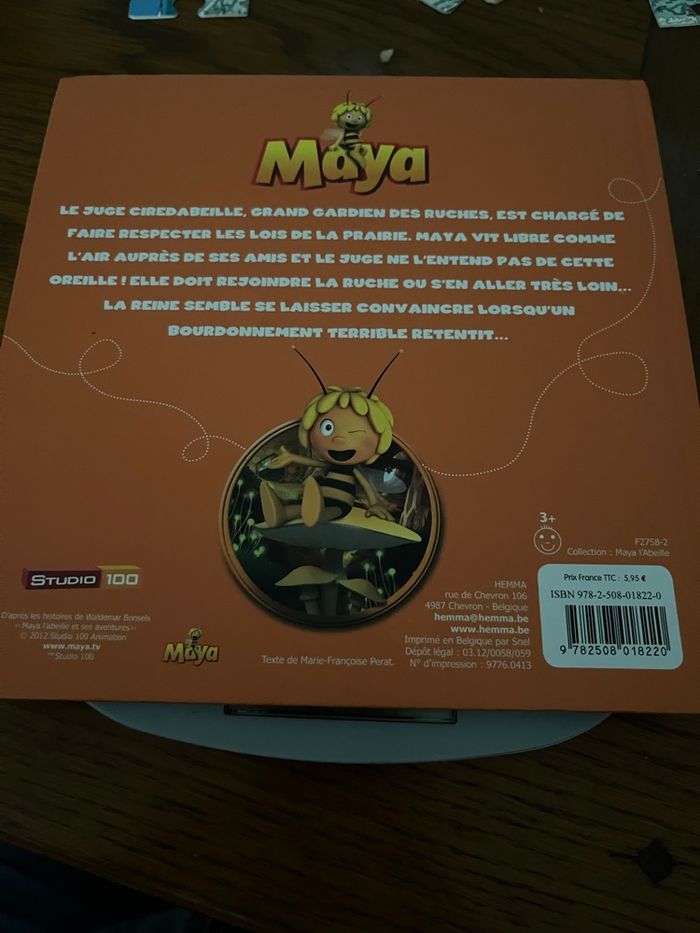 Maya
LE JUGE CIREDABEILLE, GRAND GARDIEN DES RUCHES, EST CHARGÉ DE
FAIRE RESPECTER LES LOIS DE LA PRAIRIE. MAYA VIT LIBRE COMME
L'AIR AUPRÈS DE SES AMIS ET LE JUGE NE L'ENTEND PAS DE CETTE
OREILLE ! ELLE DOIT REJOINDRE LA RUCHE OU S'EN ALLER TRÈS LOIN...
LA REINE SEMBLE SE LAISSER CONVAINCRE LORSQU'UN
BOURDONNEMENT TERRIBLE RETENTIT...
STUDIO 100
D'après les histoires de Waldemar Bonsels
« Maya l'abeille et ses aventures »
© 2012 Studio 100 Animation
www.maya.tv
™Studio 100
Maya
Texte de Marie-Françoise Perat.
HEMMA
rue de Chevron 106
4987 Chevron - Belgique
hemma@hemma.be
www.hemma.be
Imprimé en Belgique par Snel
Dépôt légal : 03.12/0058/059
N° d'impression : 9776.0413
3+
F2758-2
Collection : Maya l'Abeille
Prix France TTC : 5,95 €
ISBN 978-2-508-01822-0
9 782508 018220